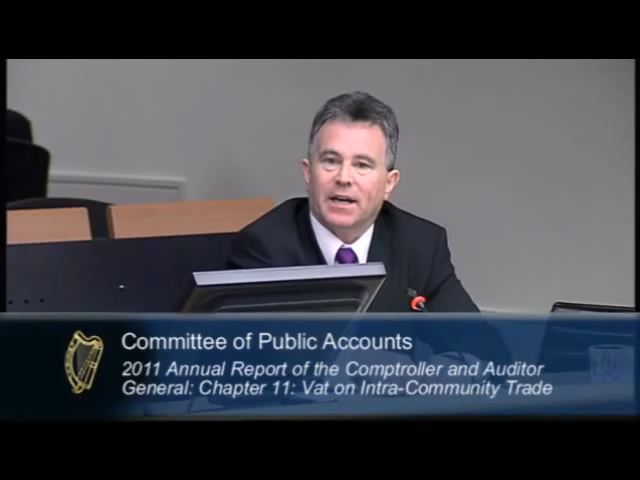 Committee of Public Accounts
2011 Annual Report of the Comptroller and Auditor
General: Chapter 11: Vat on Intra-Community Trade